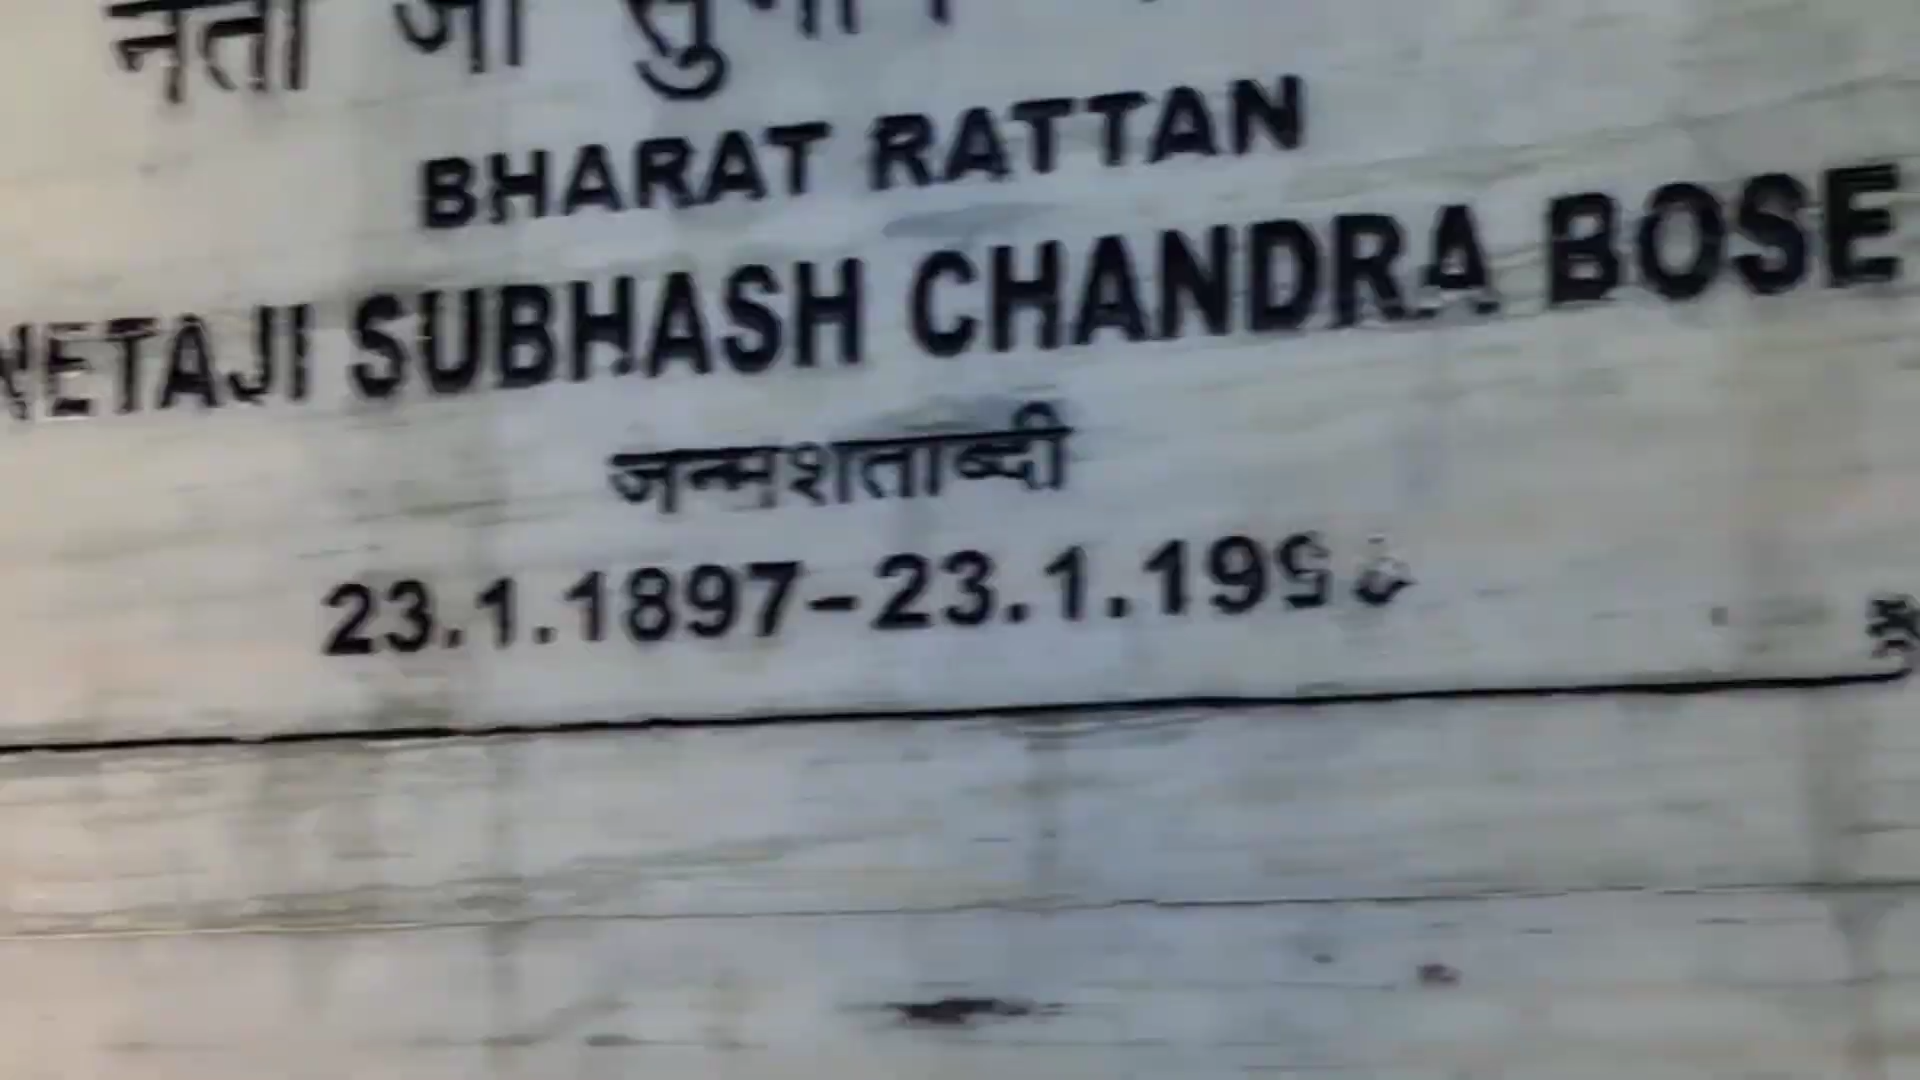 नेता जी
BHARAT RATTAN
NETAJI SUBHASH CHANDRA BOSE
जन्मशताब्दी
23.1.1897-23.1.199